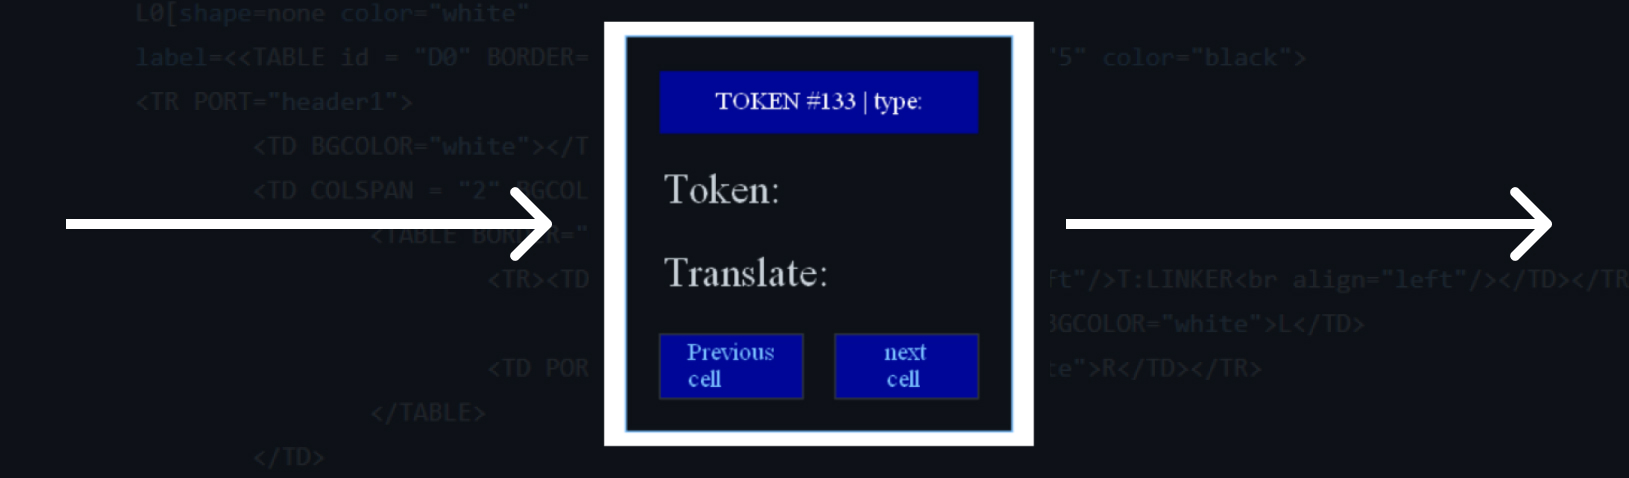 L0[shape=none color="white"
label=<<TABLE id = "D0" BORDER=
'5" color="black">
<TR PORT="header1">
<TD BGCOLOR="white"></T
<TD COLSPAN = "2" BGCOL
<TABLE BORDER="
<TR><TD
ft"/>T:LINKER<br align="left"/></TD></TR
BGCOLOR="white">L</TD>
<TD POR
te">R</TD></TR>
</TABLE>
</TD>
TOKEN #133 | type:
Token:
Translate:
Previous
cell
next
cell